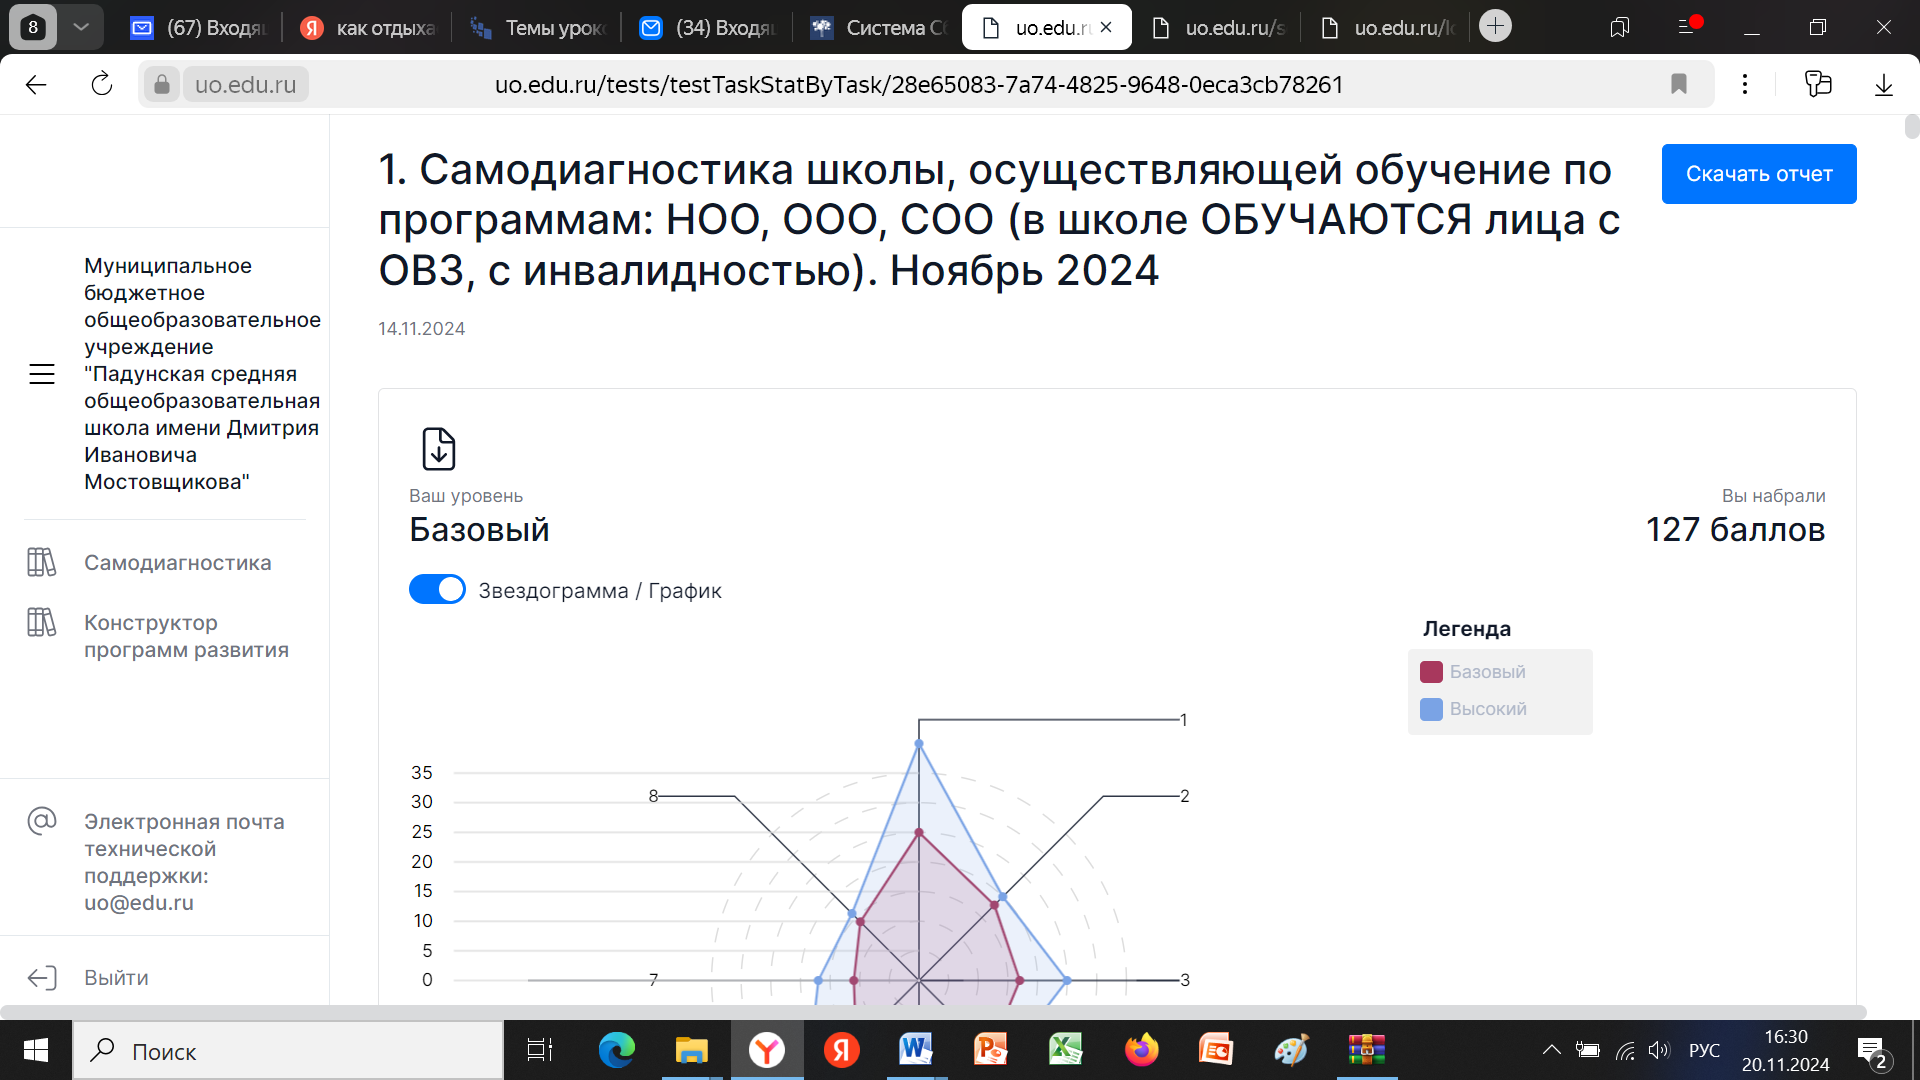 8
(67) Входящ
как отдыха
Темы урок
(34) Входящ
Система Сб
uo.edu.r
uo.edu.ru/s
uo.edu.ru/lo
uo.edu.ru
uo.edu.ru/tests/testTaskStatByTask/28e65083-7a74-4825-9648-0eca3cb78261
Муниципальное
бюджетное
общеобразовательное
учреждение
"Падунская средняя
общеобразовательная
школа имени Дмитрия
Ивановича
Мостовщикова"
Самодиагностика
Конструктор
программ развития
Электронная почта
технической
поддержки:
uo@edu.ru
Выйти
1. Самодиагностика школы, осуществляющей обучение по
программам: НОО, ООО, СОО (в школе ОБУЧАЮТСЯ лица с
ОВЗ, с инвалидностью). Ноябрь 2024
Скачать отчет
14.11.2024
Ваш уровень
Базовый
Вы набрали
127 баллов
Звездограмма / График
Легенда
Базовый
Высокий
1
8
2
35
30
25
20
15
10
5
0
7
3
Поиск
РУС
16:30
20.11.2024
2